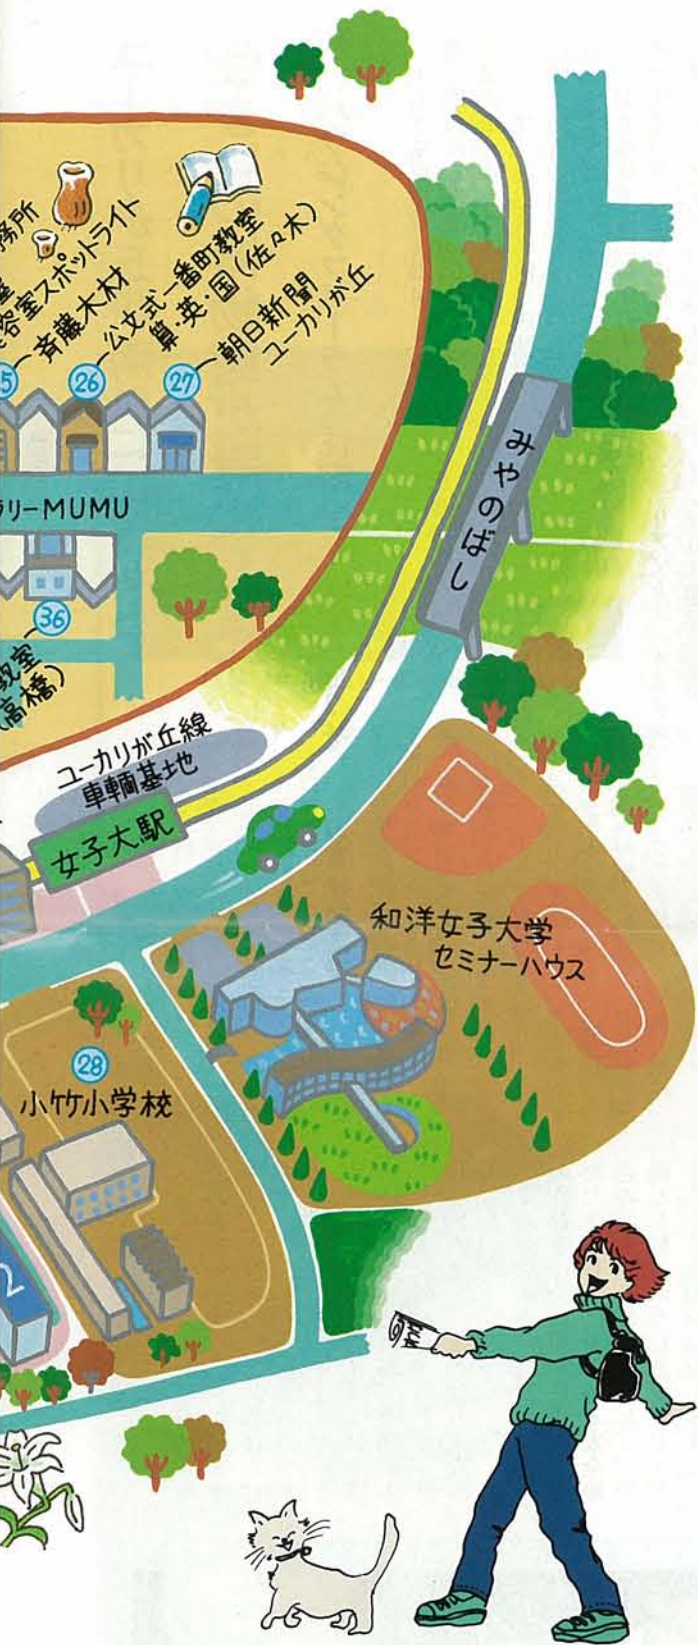 務所
容室スポットライト
斉藤木材
公文式一番町教室
算・英・国(佐々木)
朝日新聞
ユーカリが丘
5
26
27
みやのばし
ラリーMUMU
36
教室
(高橋)
ユーカリが丘線
車輌基地
女子大駅
和洋女子大学
セミナーハウス
28
小竹小学校
2